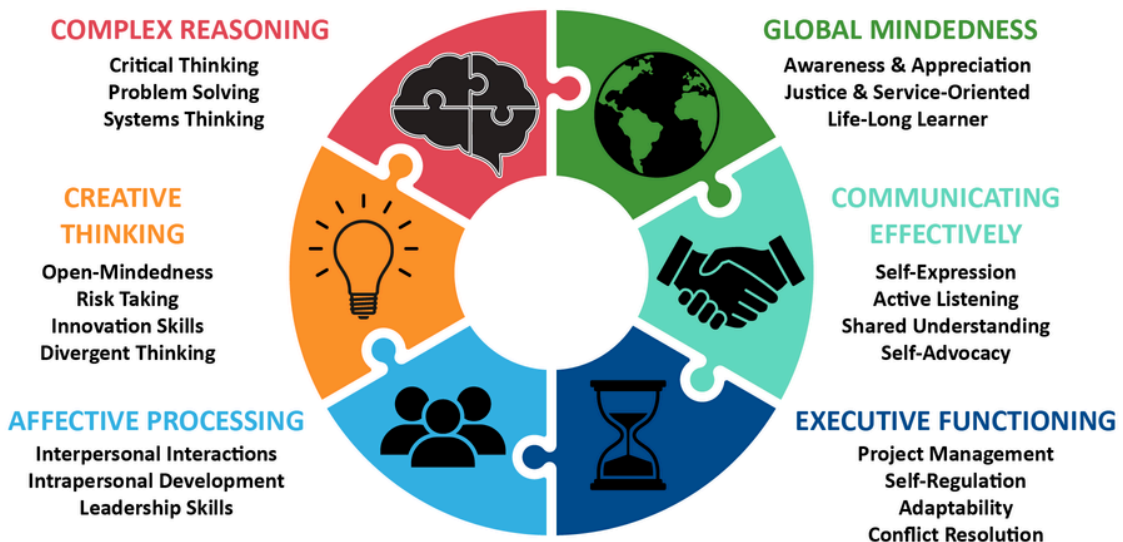 COMPLEX REASONING
Critical Thinking
Problem Solving
Systems Thinking
GLOBAL MINDEDNESS
Awareness & Appreciation
Justice & Service-Oriented
Life-Long Learner
CREATIVE
THINKING
Open-Mindedness
Risk Taking
Innovation Skills
Divergent Thinking
COMMUNICATING
EFFECTIVELY
Self-Expression
Active Listening
Shared Understanding
Self-Advocacy
AFFECTIVE PROCESSING
Interpersonal Interactions
Intrapersonal Development
Leadership Skills
EXECUTIVE FUNCTIONING
Project Management
Self-Regulation
Adaptability
Conflict Resolution